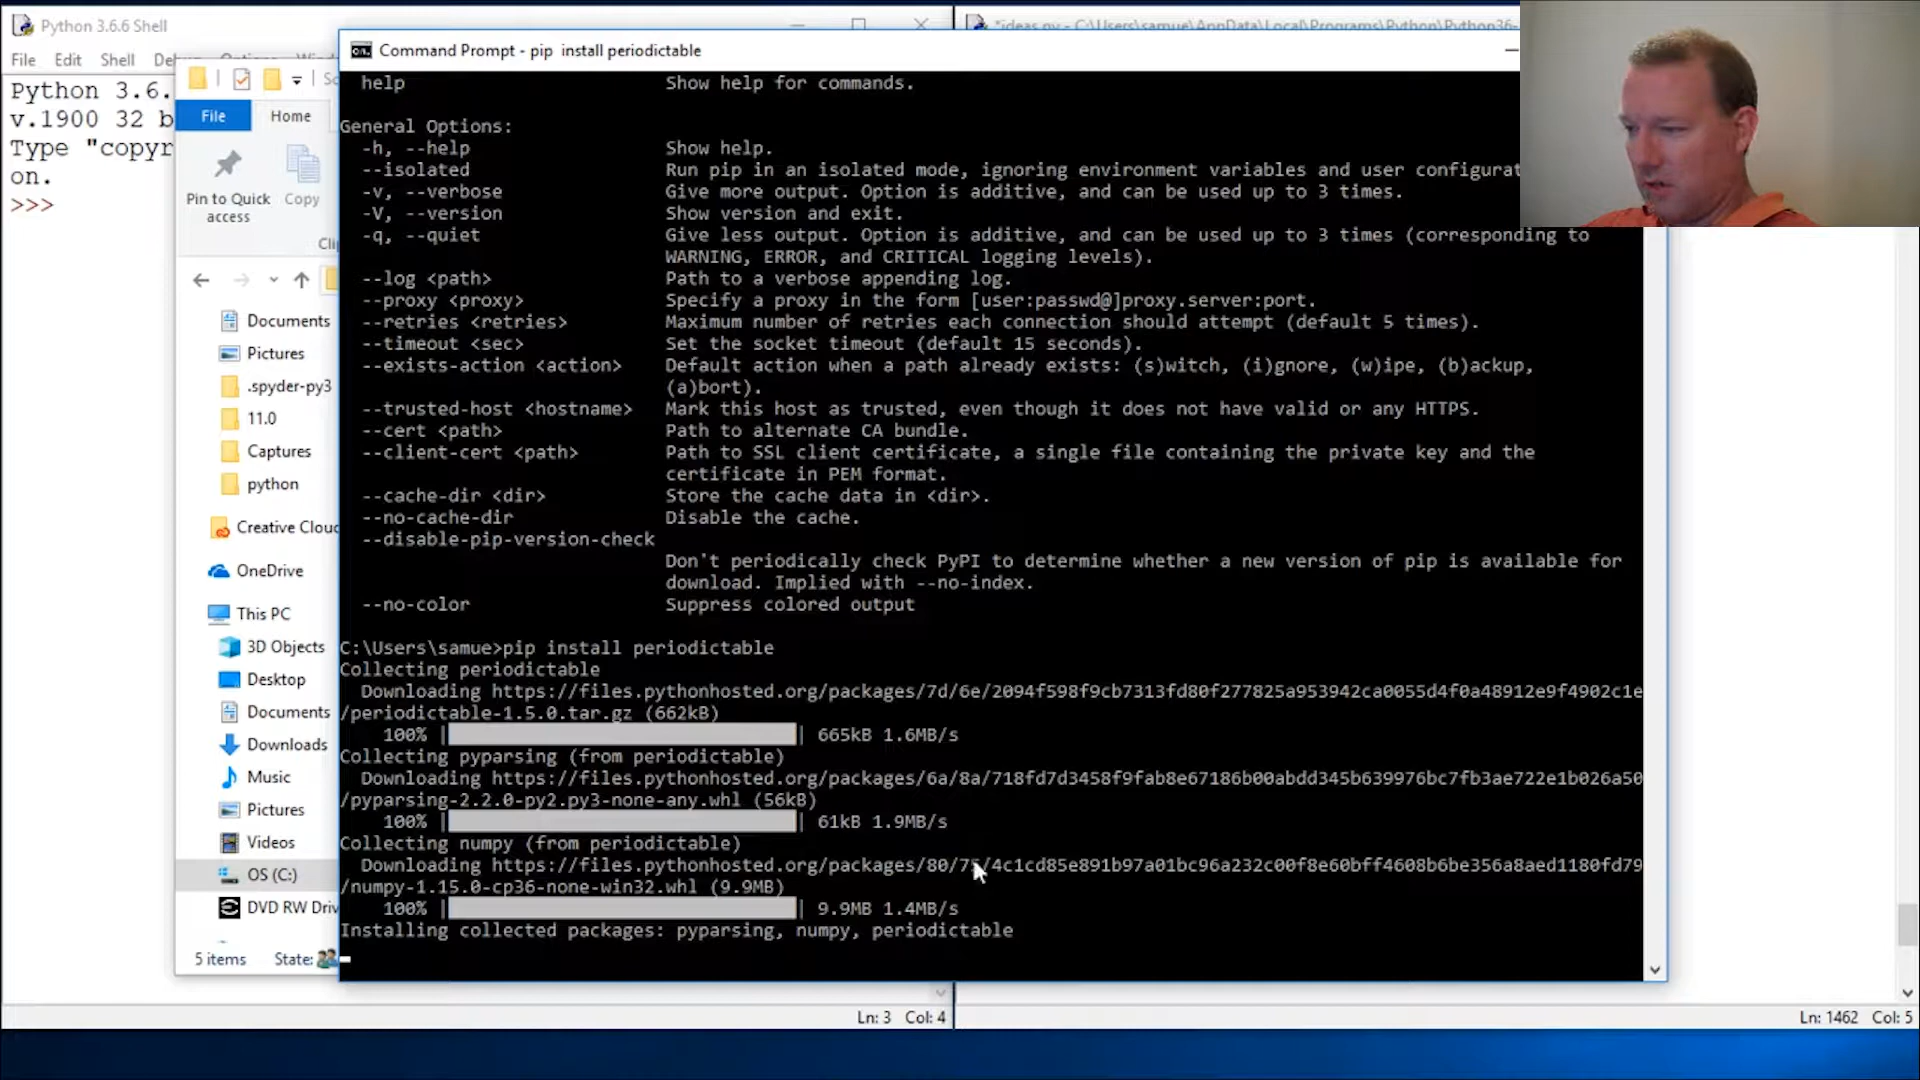 Python 3.6.6 Shell
*ideas.py - C:\Users\samue\AppData\Local\Programs\Python\Python36-
File Edit Shell
Command Prompt - pip  install periodictable
Python 3.6.
v.1900 32 b
Type "copyr
on.
>>>
File Home
Pin to Quick access
Copy
Documents
Pictures
.spyder-py3
11.0
Captures
python
Creative Cloud
OneDrive
This PC
3D Objects
Desktop
Documents
Downloads
Music
Pictures
Videos
OS (C:)
DVD RW Driv
5 items State:
help Show help for commands.
General Options:
-h, --help Show help.
--isolated Run pip in an isolated mode, ignoring environment variables and user configurat
-v, --verbose Give more output. Option is additive, and can be used up to 3 times.
-V, --version Show version and exit.
-q, --quiet Give less output. Option is additive, and can be used up to 3 times (corresponding to
WARNING, ERROR, and CRITICAL logging levels).
--log <path> Path to a verbose appending log.
--proxy <proxy> Specify a proxy in the form [user:passwd@]proxy.server:port.
--retries <retries> Maximum number of retries each connection should attempt (default 5 times).
--timeout <sec> Set the socket timeout (default 15 seconds).
--exists-action <action> Default action when a path already exists: (s)witch, (i)gnore, (w)ipe, (b)ackup,
(a)bort).
--trusted-host <hostname> Mark this host as trusted, even though it does not have valid or any HTTPS.
--cert <path> Path to alternate CA bundle.
--client-cert <path> Path to SSL client certificate, a single file containing the private key and the
certificate in PEM format.
--cache-dir <dir> Store the cache data in <dir>.
--no-cache-dir Disable the cache.
--disable-pip-version-check
Don't periodically check PyPI to determine whether a new version of pip is available for
download. Implied with --no-index.
--no-color Suppress colored output
C:\Users\samue>pip install periodictable
Collecting periodictable
Downloading https://files.pythonhosted.org/packages/7d/6e/2094f598f9cb7313fd80f277825a953942ca0055d4f0a48912e9f4902c1e
/periodictable-1.5.0.tar.gz (662kB)
100% | | 665kB 1.6MB/s
Collecting pyparsing (from periodictable)
Downloading https://files.pythonhosted.org/packages/6a/8a/718fd7d3458f9fab8e67186b00abdd345b639976bc7fb3ae722e1b026a50
/pyparsing-2.2.0-py2.py3-none-any.whl (56kB)
100% | | 61kB 1.9MB/s
Collecting numpy (from periodictable)
Downloading https://files.pythonhosted.org/packages/80/7 /4c1cd85e891b97a01bc96a232c00f8e60bff4608b6be356a8aed1180fd79
/numpy-1.15.0-cp36-none-win32.whl (9.9MB)
100% | | 9.9MB 1.4MB/s
Installing collected packages: pyparsing, numpy, periodictable
Ln: 3 Col: 4
Ln: 1462 Col: 5